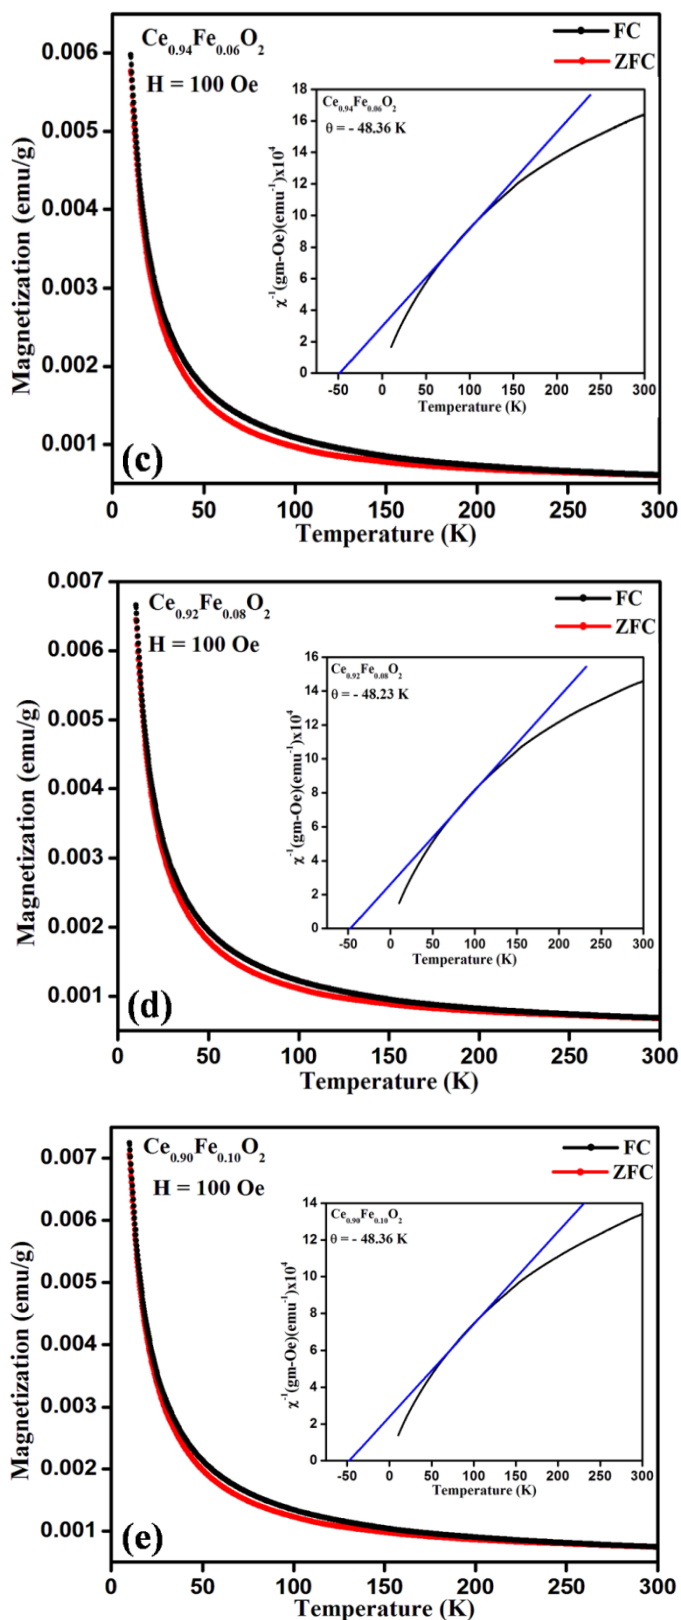 Ce0.94Fe0.06O2
H = 100 Oe
FC
ZFC
Magnetization (emu/g)
0.006
0.005
0.004
0.003
0.002
0.001
Ce0.94Fe0.06O2
θ = - 48.36 K
χ-1(gm-Oe)(emu-1)x104
18
16
14
12
10
8
6
4
2
0
-50 0 50 100 150 200 250 300
Temperature (K)
(c)
0 50 100 150 200 250 300
Temperature (K)
Ce0.92Fe0.08O2
H = 100 Oe
FC
ZFC
Magnetization (emu/g)
0.007
0.006
0.005
0.004
0.003
0.002
0.001
Ce0.92Fe0.08O2
θ = - 48.23 K
χ-1(gm-Oe)(emu-1)x104
16
14
12
10
8
6
4
2
0
-50 0 50 100 150 200 250 300
Temperature (K)
(d)
0 50 100 150 200 250 300
Temperature (K)
Ce0.90Fe0.10O2
H = 100 Oe
FC
ZFC
Magnetization (emu/g)
0.007
0.006
0.005
0.004
0.003
0.002
0.001
Ce0.90Fe0.10O2
θ = - 48.36 K
χ-1(gm-Oe)(emu-1)x104
14
12
10
8
6
4
2
0
-50 0 50 100 150 200 250 300
Temperature (K)
(e)
0 50 100 150 200 250 300
Temperature (K)